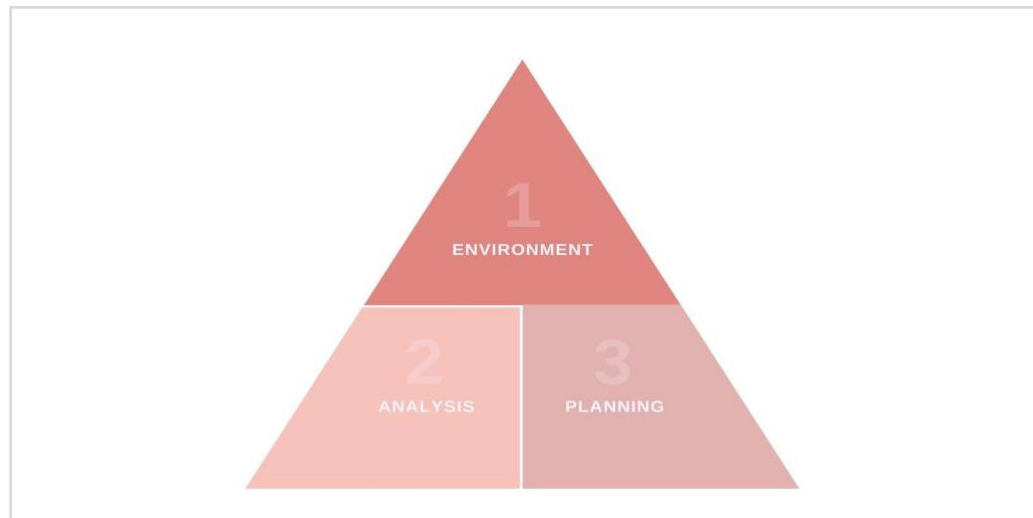 1
ENVIRONMENT
2
ANALYSIS
3
PLANNING